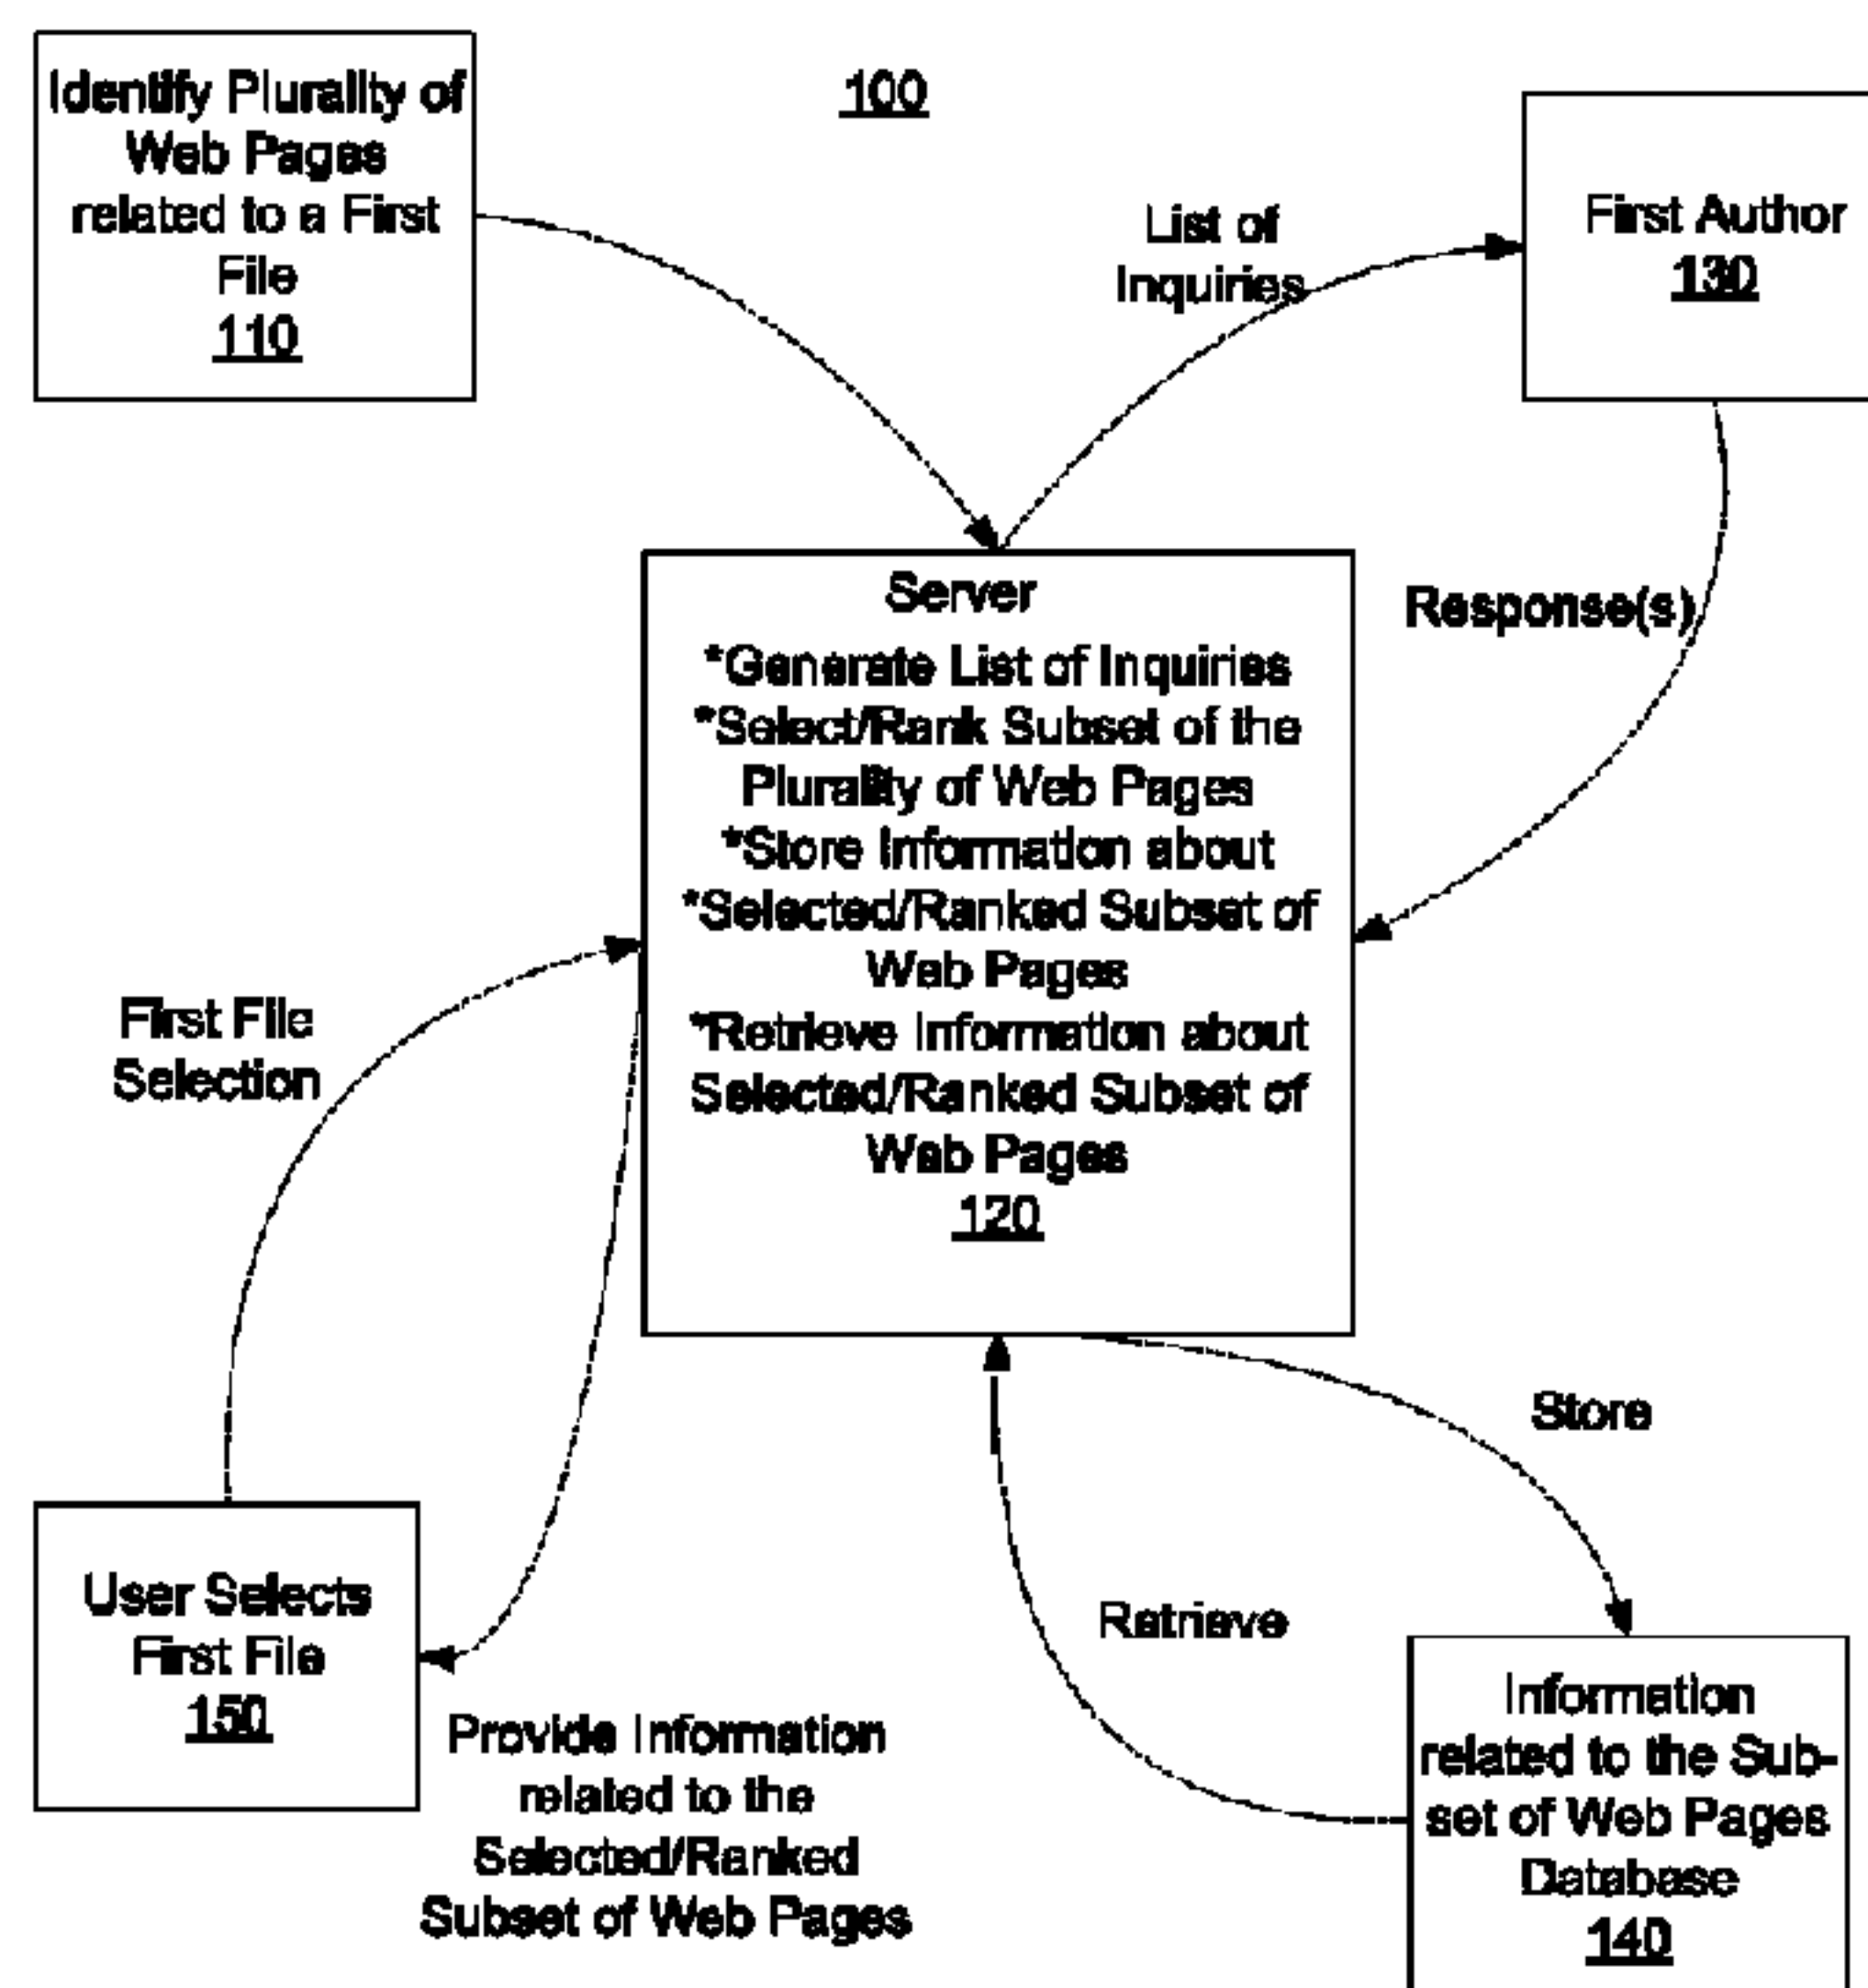 Identify Plurality of
Web Pages
related to a First
File
110
100
List of
Inquiries
First Author
130
Response(s)
Server
*Generate List of Inquiries
*Select/Rank Subset of the
Plurality of Web Pages
*Store Information about
*Selected/Ranked Subset of
Web Pages
*Retrieve Information about
Selected/Ranked Subset of
Web Pages
120
First File
Selection
User Selects
First File
150
Provide Information
related to the
Selected/Ranked
Subset of Web Pages
Store
Retrieve
Information
related to the Sub-
set of Web Pages
Database
140